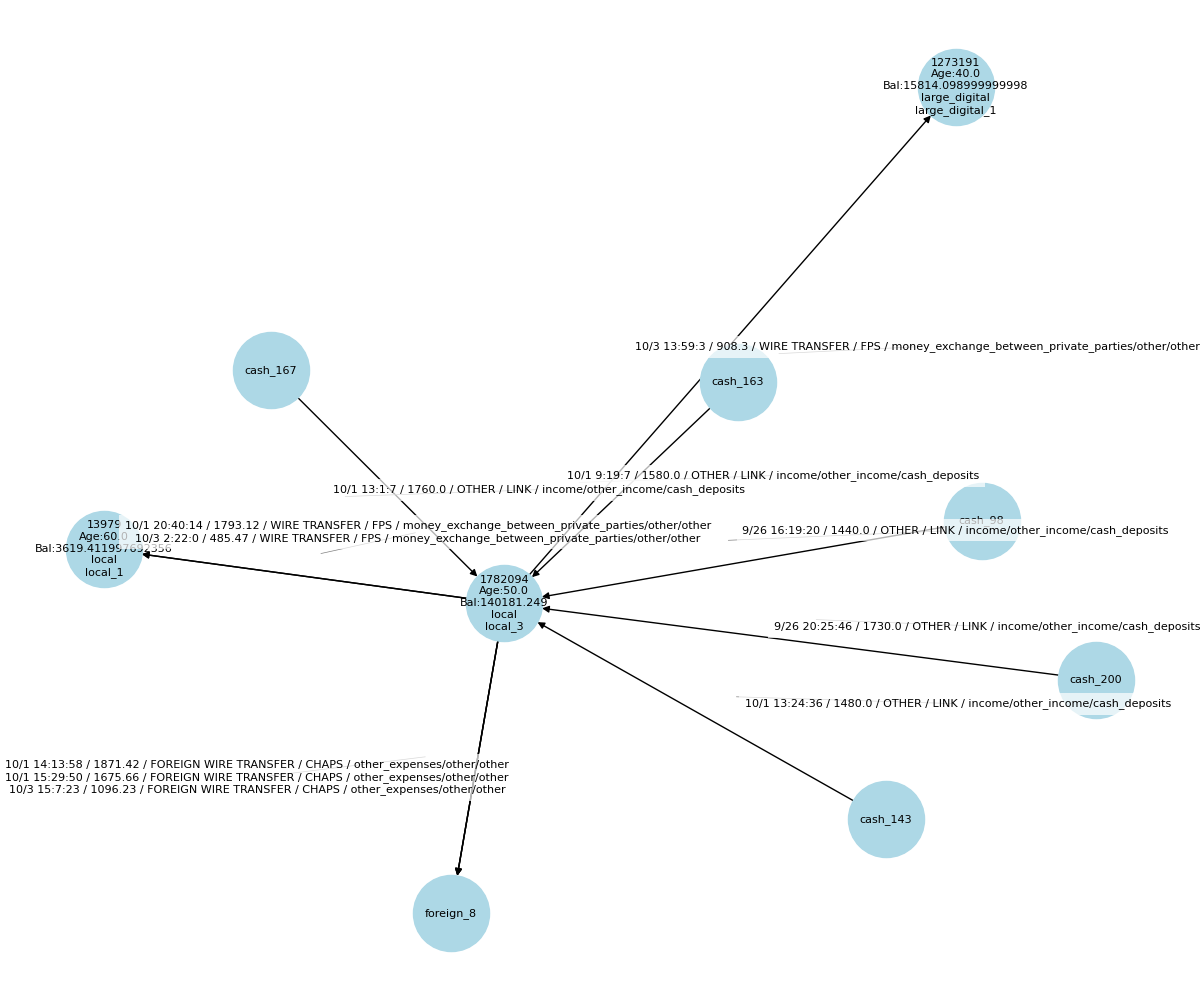 1273191
Age:40.0
Bal:15814.098999999998
large_digital
large_digital_1
10/3 13:59:3 / 908.3 / WIRE TRANSFER / FPS / money_exchange_between_private_parties/other/other
cash_167
cash_163
10/1 9:19:7 / 1580.0 / OTHER / LINK / income/other_income/cash_deposits
10/1 13:1:7 / 1760.0 / OTHER / LINK / income/other_income/cash_deposits
cash_98
13979
Age:60.0
Bal:3619.411997692356
local
local_1
10/1 20:40:14 / 1793.12 / WIRE TRANSFER / FPS / money_exchange_between_private_parties/other/other
10/3 2:22:0 / 485.47 / WIRE TRANSFER / FPS / money_exchange_between_private_parties/other/other
9/26 16:19:20 / 1440.0 / OTHER / LINK / income/other_income/cash_deposits
1782094
Age:50.0
Bal:140181.249
local
local_3
9/26 20:25:46 / 1730.0 / OTHER / LINK / income/other_income/cash_deposits
cash_200
10/1 13:24:36 / 1480.0 / OTHER / LINK / income/other_income/cash_deposits
10/1 14:13:58 / 1871.42 / FOREIGN WIRE TRANSFER / CHAPS / other_expenses/other/other
10/1 15:29:50 / 1675.66 / FOREIGN WIRE TRANSFER / CHAPS / other_expenses/other/other
10/3 15:7:23 / 1096.23 / FOREIGN WIRE TRANSFER / CHAPS / other_expenses/other/other
cash_143
foreign_8